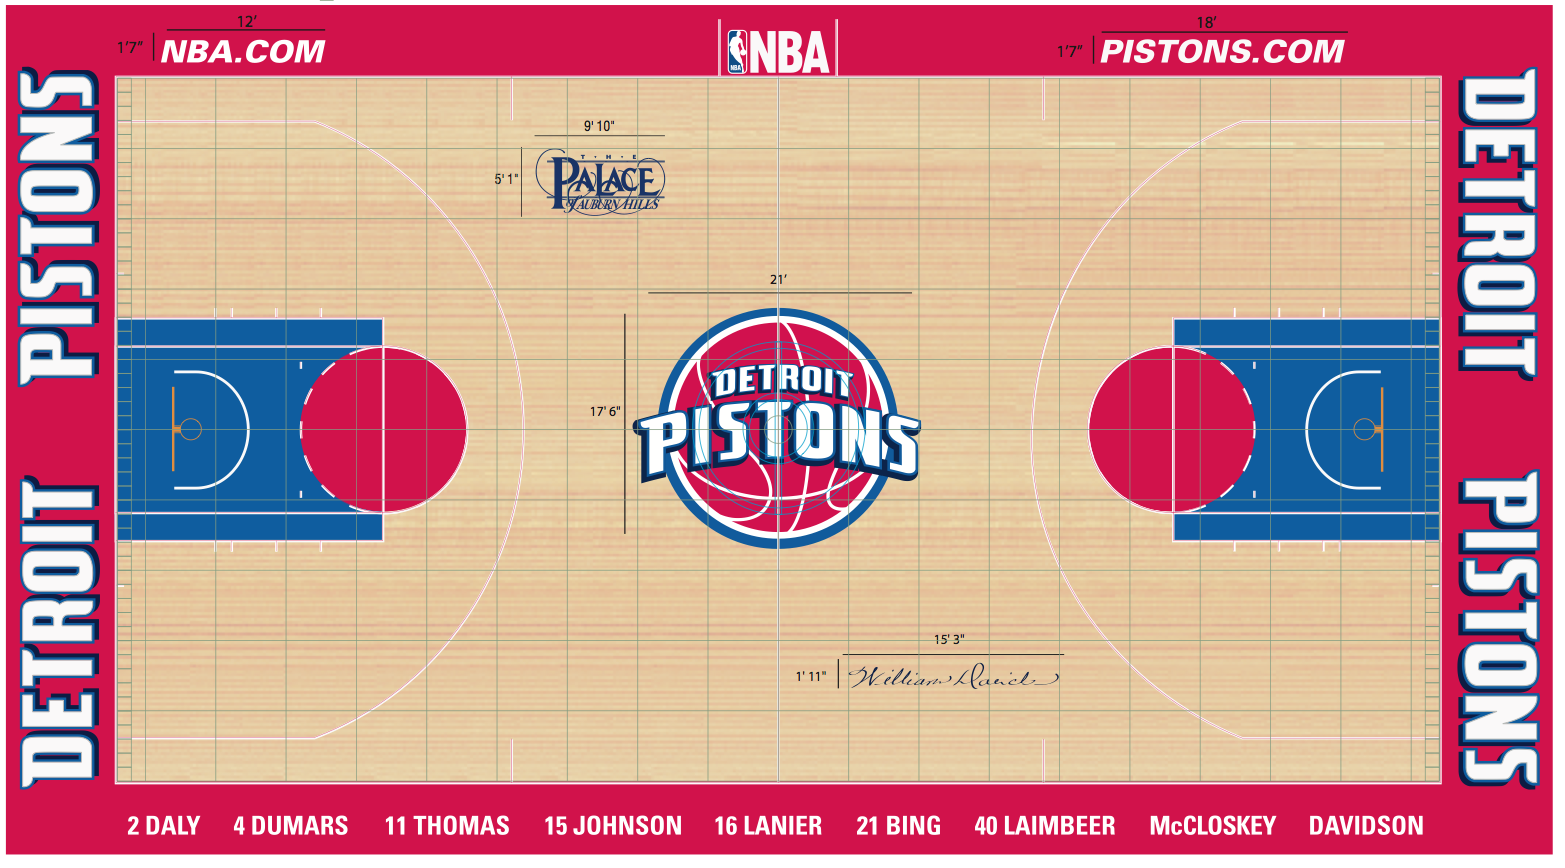 12'
1'7"
NBA.COM
NBA
NBA
18'
1'7"
PISTONS.COM
PISTONS
DETROIT
9' 10"
5' 1"
T · H · E
PALACE
of AUBURN HILLS
21'
17' 6"
DETROIT
PISTONS
DETROIT
PISTONS
15' 3"
1' 11"
William David
2 DALY 4 DUMARS 11 THOMAS 15 JOHNSON 16 LANIER 21 BING 40 LAIMBEER McCLOSKEY DAVIDSON